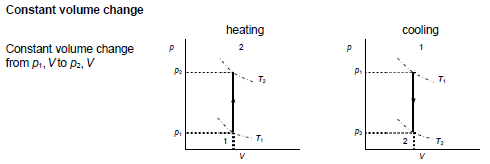 Constant volume change
heating
cooling
Constant volume change
from p₁, V to p₂, V
p
2
p₂
T₂
p₁
1
T₁
V
p
1
p₁
T₁
p₂
2
T₂
V